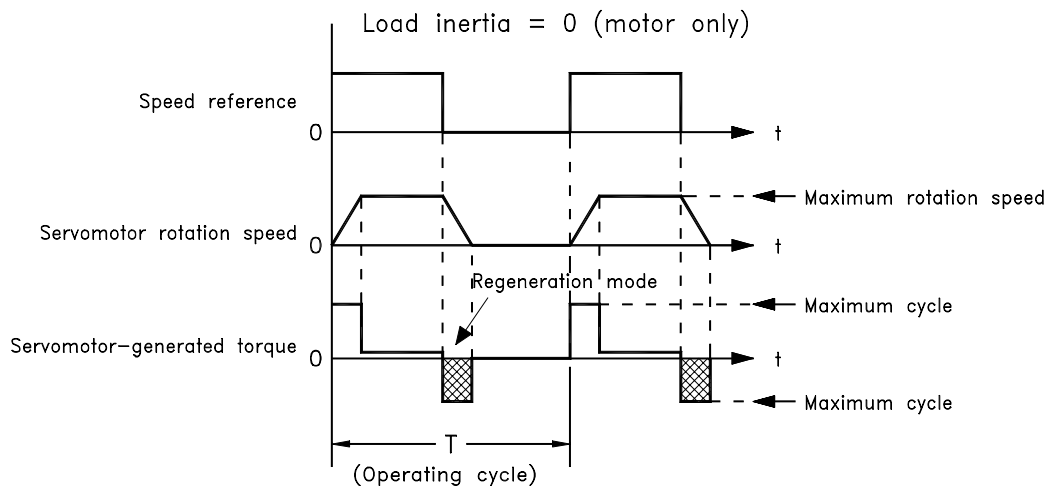 Load inertia = 0 (motor only)
Speed reference
0
t
Maximum rotation speed
Servomotor rotation speed
0
t
Regeneration mode
Maximum cycle
Servomotor-generated torque
0
t
Maximum cycle
T
(Operating cycle)